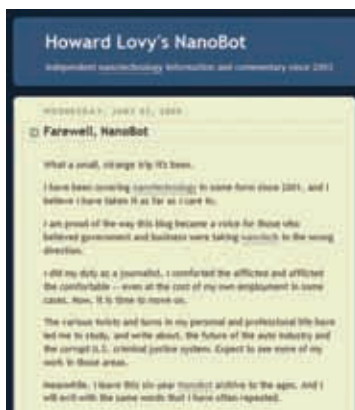 Howard Lovy's NanoBot
Independent nanotechnology information and commentary since 2003
Farewell, NanoBot
What a small, strange trip it's been.
I have been covering nanotechnology in some form since 2001, and I
believe I have taken it as far as I care to.
I am proud of the way this blog became a voice for those who
believed government and business were taking nanotech in the wrong
direction.
I did my duty as a journalist. I comforted the afflicted and afflicted
the comfortable -- even at the cost of my own employment in some
cases. Now, it is time to move on.
The various twists and turns in my personal and professional life have
led me to study, and write about, the future of the auto industry and
the corrupt U.S. criminal justice system. Expect to see more of my
work in those areas.
Meanwhile, I leave this six-year NanoBot archive to the ages. And I
will exit with the same words that I have often repeated.